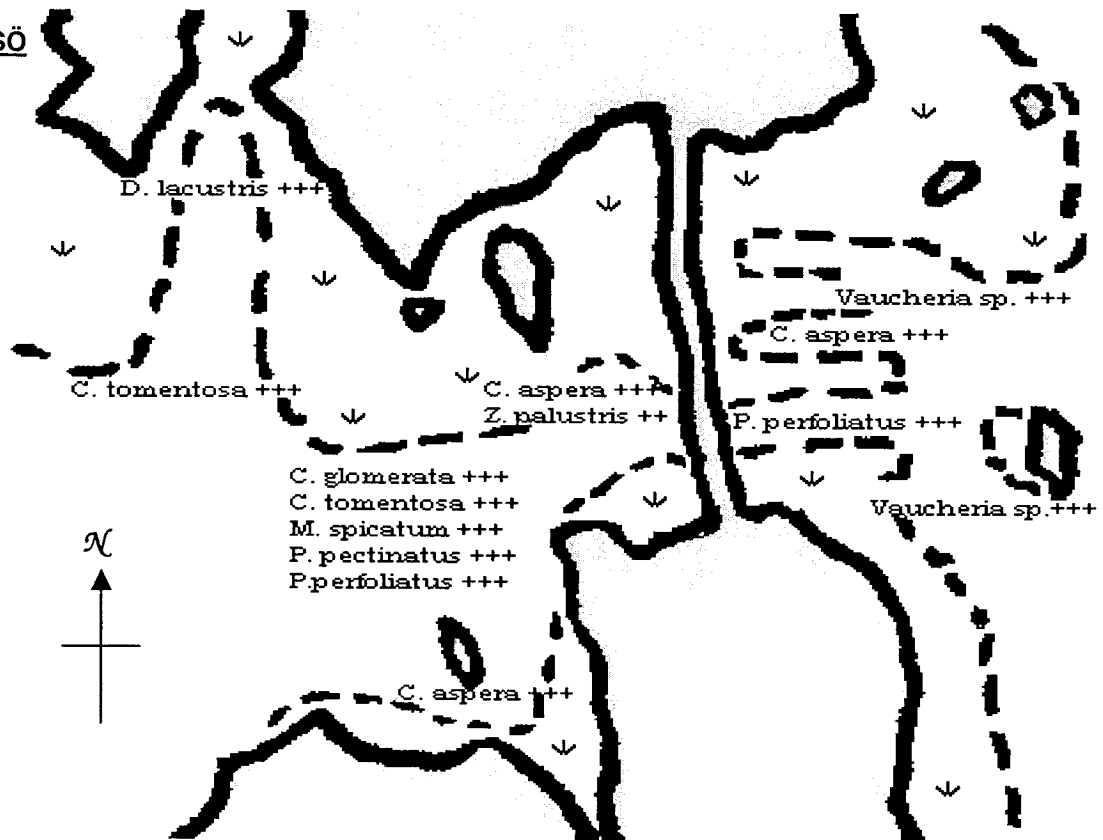 sö
D. lacustris +++
Vaucheria sp. +++
C. aspera +++
C. tomentosa +++
C. aspera +++
Z. palustris ++
P. perfoliatus +++
C. glomerata +++
C. tomentosa +++
M. spicatum +++
P. pectinatus +++
P.perfoliatus +++
Vaucheria sp.+++
N
C. aspera +++